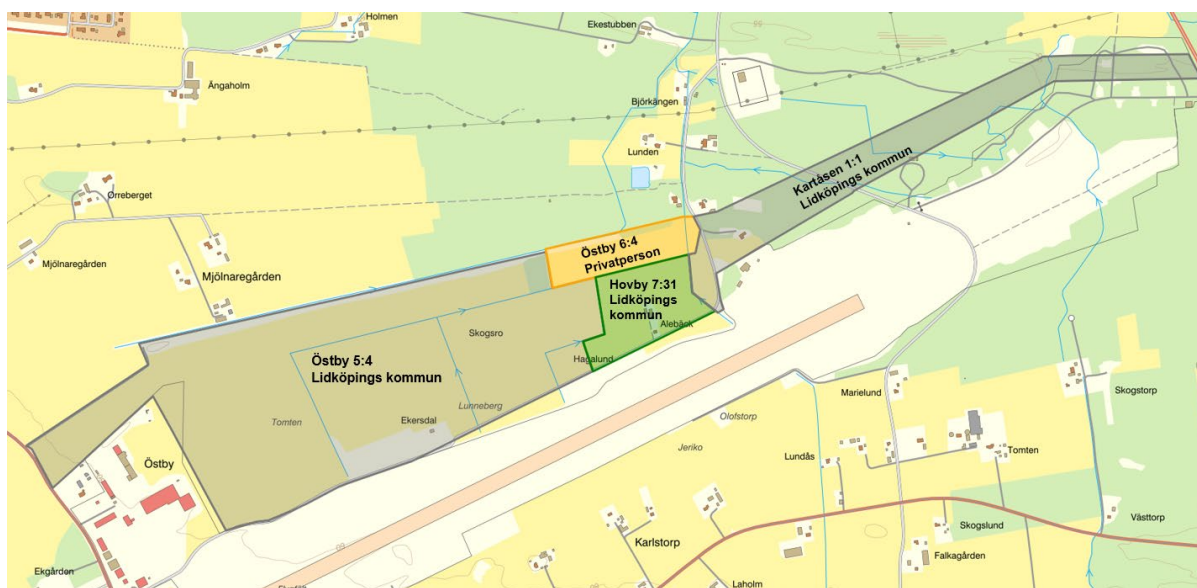 Holmen
Ekestubben
Ängaholm
Björkängen
Lunden
Kartåsen 1:1
Lidköpings kommun
Orreberget
Östby 6:4
Privatperson
Mjölnaregården
Mjölnaregården
Hovby 7:31
Lidköpings
kommun
Skogsro
Alebäck
Hagalund
Östby 5:4
Lidköpings kommun
Marielund
Skogstorp
Tomten
Lunneberg
Ekersdal
Olofstorp
Jeriko
Lundås
Tomten
Östby
Karlstorp
Skogslund
Västtorp
Falkagården
Ekgården
Laholm